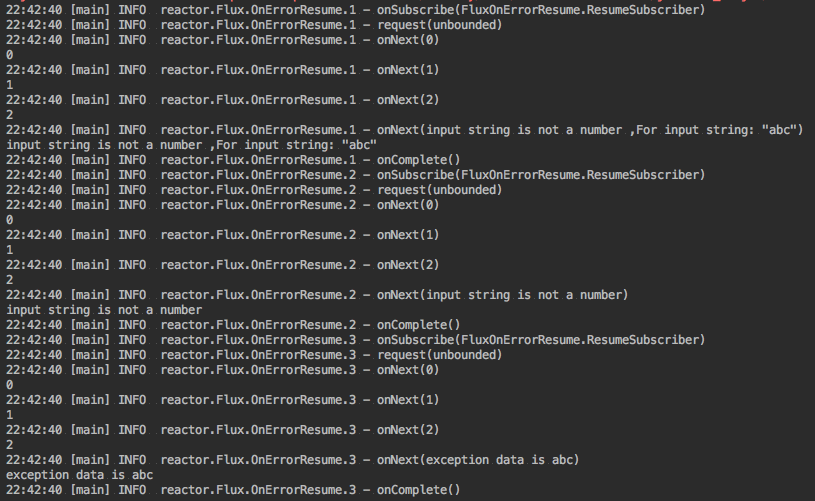 22:42:40 [main] INFO  reactor.Flux.OnErrorResume.1 - onSubscribe(FluxOnErrorResume.ResumeSubscriber)
22:42:40 [main] INFO  reactor.Flux.OnErrorResume.1 - request(unbounded)
22:42:40 [main] INFO  reactor.Flux.OnErrorResume.1 - onNext(0)
0
22:42:40 [main] INFO  reactor.Flux.OnErrorResume.1 - onNext(1)
1
22:42:40 [main] INFO  reactor.Flux.OnErrorResume.1 - onNext(2)
2
22:42:40 [main] INFO  reactor.Flux.OnErrorResume.1 - onNext(input string is not a number ,For input string: "abc")
input string is not a number ,For input string: "abc"
22:42:40 [main] INFO  reactor.Flux.OnErrorResume.1 - onComplete()
22:42:40 [main] INFO  reactor.Flux.OnErrorResume.2 - onSubscribe(FluxOnErrorResume.ResumeSubscriber)
22:42:40 [main] INFO  reactor.Flux.OnErrorResume.2 - request(unbounded)
22:42:40 [main] INFO  reactor.Flux.OnErrorResume.2 - onNext(0)
0
22:42:40 [main] INFO  reactor.Flux.OnErrorResume.2 - onNext(1)
1
22:42:40 [main] INFO  reactor.Flux.OnErrorResume.2 - onNext(2)
2
22:42:40 [main] INFO  reactor.Flux.OnErrorResume.2 - onNext(input string is not a number)
input string is not a number
22:42:40 [main] INFO  reactor.Flux.OnErrorResume.2 - onComplete()
22:42:40 [main] INFO  reactor.Flux.OnErrorResume.3 - onSubscribe(FluxOnErrorResume.ResumeSubscriber)
22:42:40 [main] INFO  reactor.Flux.OnErrorResume.3 - request(unbounded)
22:42:40 [main] INFO  reactor.Flux.OnErrorResume.3 - onNext(0)
0
22:42:40 [main] INFO  reactor.Flux.OnErrorResume.3 - onNext(1)
1
22:42:40 [main] INFO  reactor.Flux.OnErrorResume.3 - onNext(2)
2
22:42:40 [main] INFO  reactor.Flux.OnErrorResume.3 - onNext(exception data is abc)
exception data is abc
22:42:40 [main] INFO  reactor.Flux.OnErrorResume.3 - onComplete()